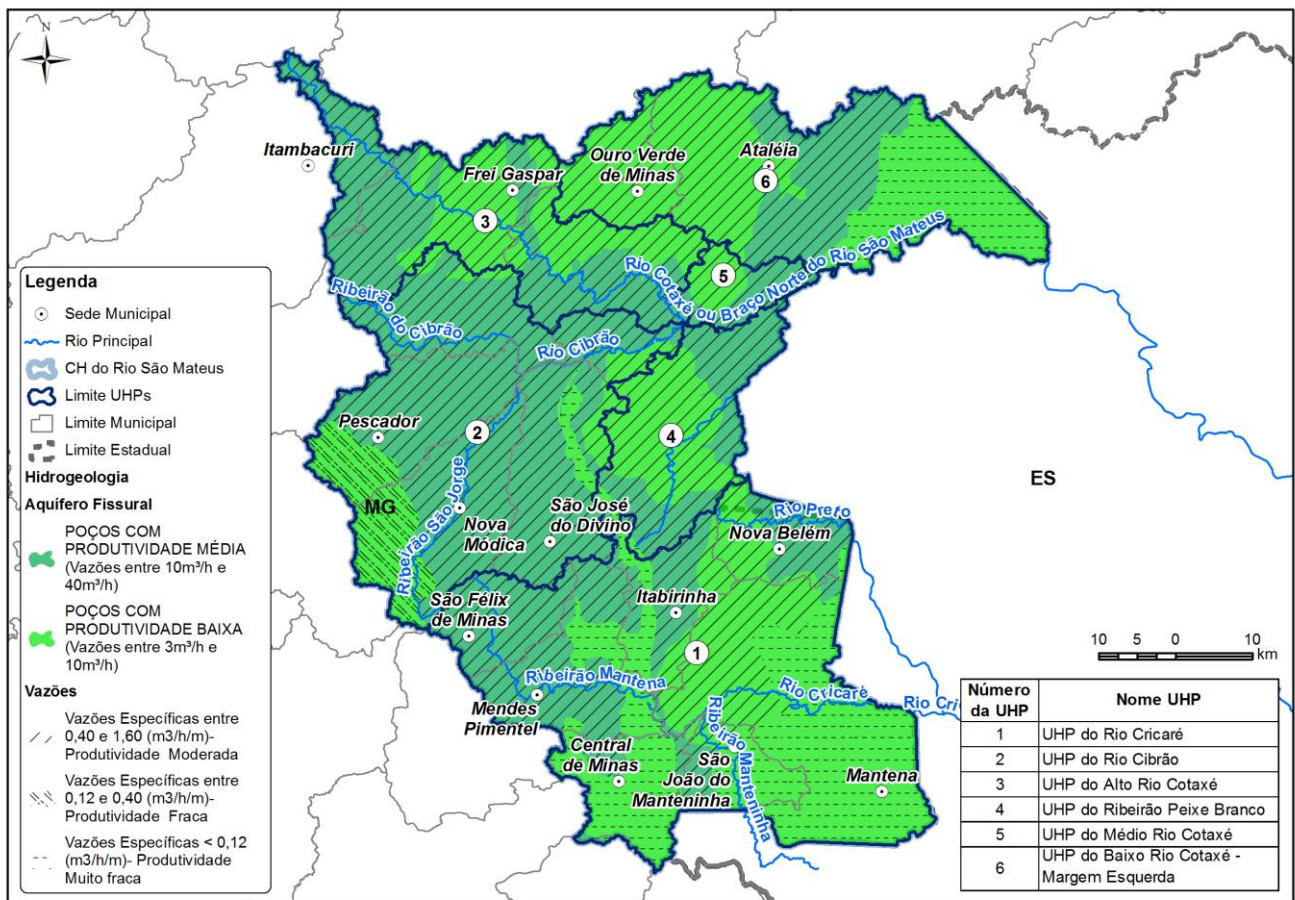 N
Itambacuri
Frei Gaspar
Ouro Verde
de Minas
Ataléia
6
3
5
Rio Cotaxé ou Braço Norte do Rio São Mateus
Ribeirão do Cibrão
Rio Cibrão
Pescador
2
4
MG
Ribeirão São Jorge
Nova
Módica
São José
do Divino
Rio Preto
Nova Belém
ES
São Félix
de Minas
Itabirinha
1
Ribeirão Mantena
Rio Cricaré
Rio Cri
Mendes
Pimentel
Ribeirão Manteninha
Central
de Minas
São
João do
Manteninha
Mantena
Legenda
Sede Municipal
Rio Principal
CH do Rio São Mateus
Limite UHPs
Limite Municipal
Limite Estadual
Hidrogeologia
Aquífero Fissural
POÇOS COM
PRODUTIVIDADE MÉDIA
(Vazões entre 10m³/h e
40m³/h)
POÇOS COM
PRODUTIVIDADE BAIXA
(Vazões entre 3m³/h e
10m³/h)
Vazões
Vazões Específicas entre
0,40 e 1,60 (m3/h/m)-
Produtividade Moderada
Vazões Específicas entre
0,12 e 0,40 (m3/h/m)-
Produtividade Fraca
Vazões Específicas < 0,12
(m3/h/m)- Produtividade
Muito fraca
10 5 0 10
km
Número da UHP Nome UHP
1 UHP do Rio Cricaré
2 UHP do Rio Cibrão
3 UHP do Alto Rio Cotaxé
4 UHP do Ribeirão Peixe Branco
5 UHP do Médio Rio Cotaxé
6 UHP do Baixo Rio Cotaxé -
Margem Esquerda